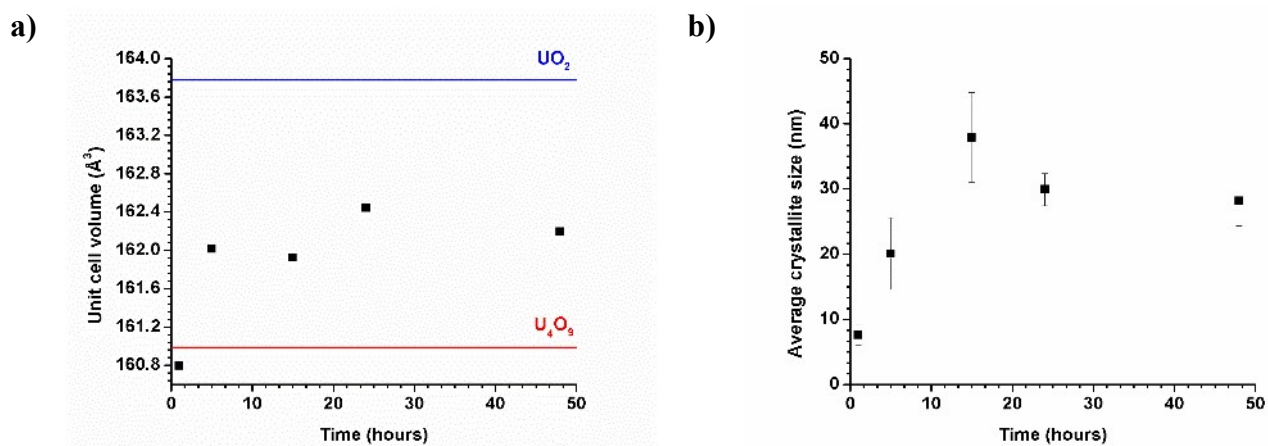 a)
164.0
163.6
163.2
162.8
162.4
162.0
161.6
161.2
160.8
Unit cell volume (Å³)
UO₂
U₄O₉
0 10 20 30 40 50
Time (hours)
b)
50
40
30
20
10
0
Average crystallite size (nm)
0 10 20 30 40 50
Time (hours)